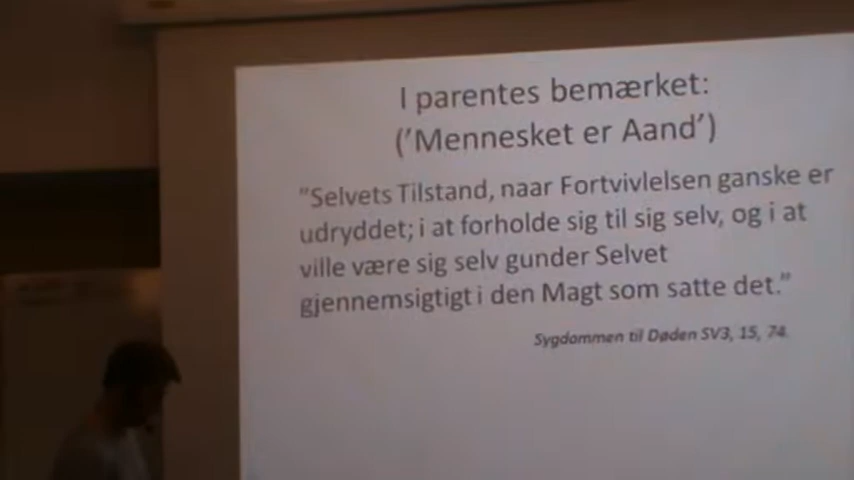 I parentes bemærket:
('Mennesket er Aand')
"Selvets Tilstand, naar Fortvivlelsen ganske er
udryddet; i at forholde sig til sig selv, og i at
ville være sig selv gunder Selvet
gjennemsigtigt i den Magt som satte det."
Sygdommen til Døden SV3, 15, 74.